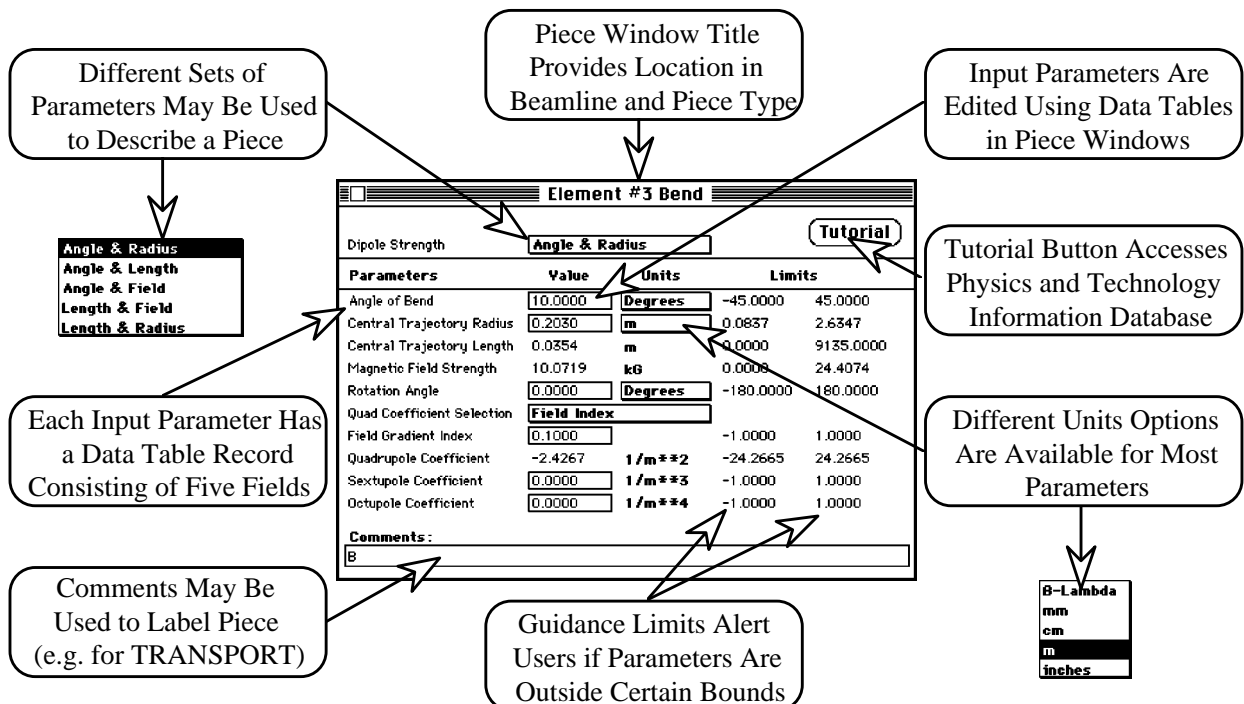 Piece Window Title
Provides Location in
Beamline and Piece Type
Different Sets of
Parameters May Be Used
to Describe a Piece
Input Parameters Are
Edited Using Data Tables
in Piece Windows
Angle & Radius
Angle & Length
Angle & Field
Length & Field
Length & Radius
Element #3 Bend
Dipole Strength Angle & Radius Tutorial
Parameters Value Units Limits
Angle of Bend 10.0000 Degrees -45.0000 45.0000
Central Trajectory Radius 0.2030 m 0.0837 2.6347
Central Trajectory Length 0.0354 m 0.0000 9135.0000
Magnetic Field Strength 10.0719 kG 0.0000 24.4074
Rotation Angle 0.0000 Degrees -180.0000 180.0000
Quad Coefficient Selection Field Index
Field Gradient Index 0.1000 -1.0000 1.0000
Quadrupole Coefficient -2.4267 1/m**2 -24.2665 24.2665
Sextupole Coefficient 0.0000 1/m**3 -1.0000 1.0000
Octupole Coefficient 0.0000 1/m**4 -1.0000 1.0000
Comments:
B
Tutorial Button Accesses
Physics and Technology
Information Database
Each Input Parameter Has
a Data Table Record
Consisting of Five Fields
Different Units Options
Are Available for Most
Parameters
Comments May Be
Used to Label Piece
(e.g. for TRANSPORT)
Guidance Limits Alert
Users if Parameters Are
Outside Certain Bounds
B-Lambda
mm
cm
m
inches